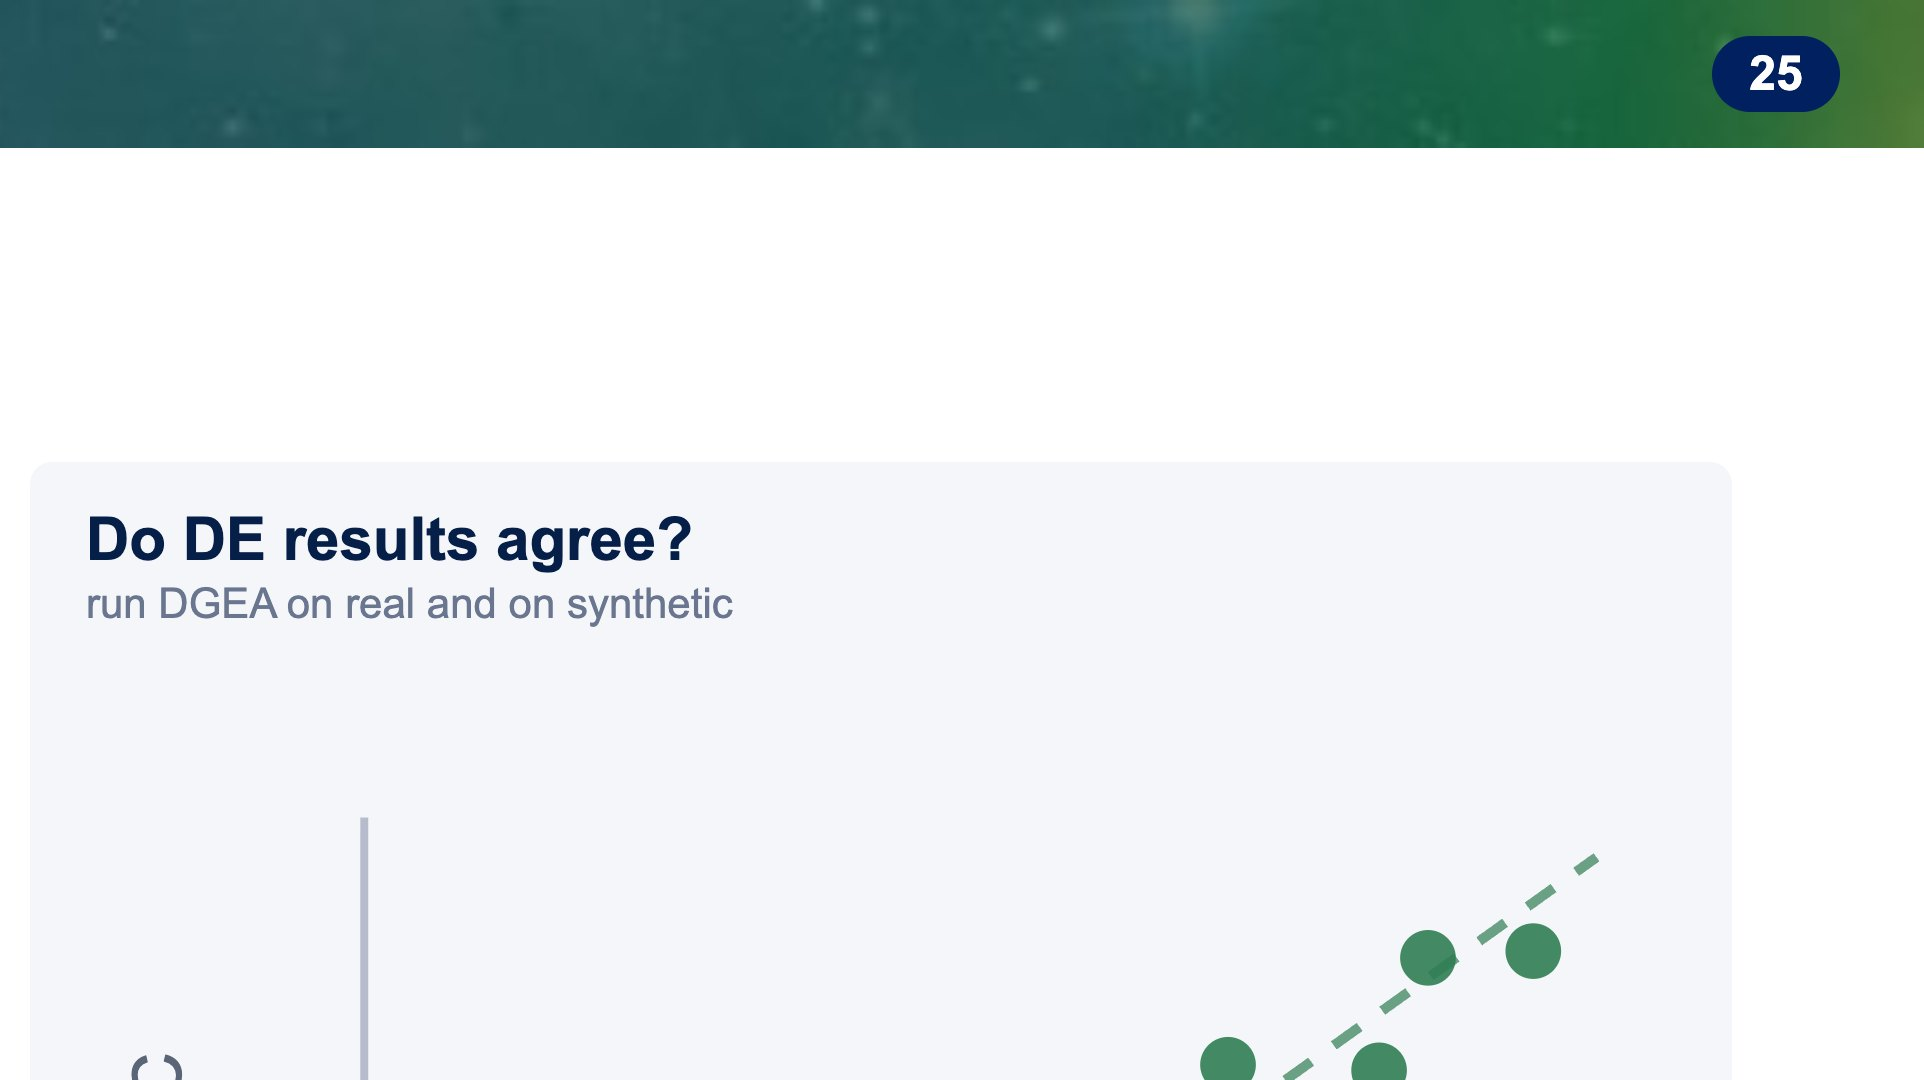 25
Do DE results agree?
run DGEA on real and on synthetic